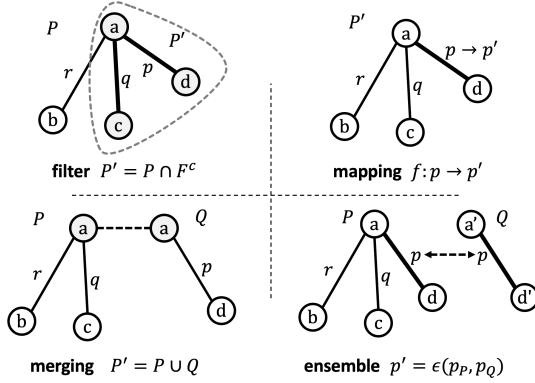 P
P'
a
r
q
p
b
c
d
filter P' = P ∩ F^c
P'
a
p → p'
r
q
b
c
d
mapping f: p → p'
P
Q
a
a
r
q
p
b
c
d
merging P' = P ∪ Q
P
Q
a
a'
r
q
p
p
b
c
d
d'
ensemble p' = ϵ(p_P, p_Q)